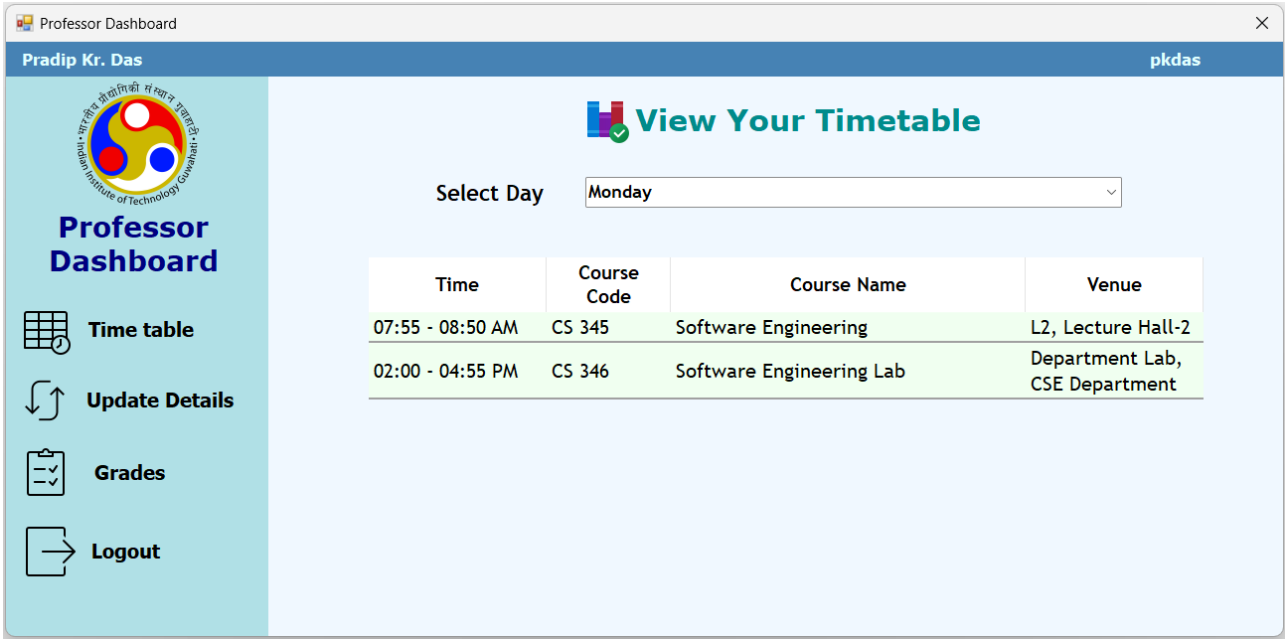 Professor Dashboard
Pradip Kr. Das pkdas
भारतीय प्रौद्योगिकी संस्थान गुवाहाटी
Indian Institute of Technology Guwahati
Professor
Dashboard
Time table
Update Details
Grades
Logout
View Your Timetable
Select Day Monday
Time Course Code Course Name Venue
07:55 - 08:50 AM CS 345 Software Engineering L2, Lecture Hall-2
02:00 - 04:55 PM CS 346 Software Engineering Lab Department Lab, CSE Department